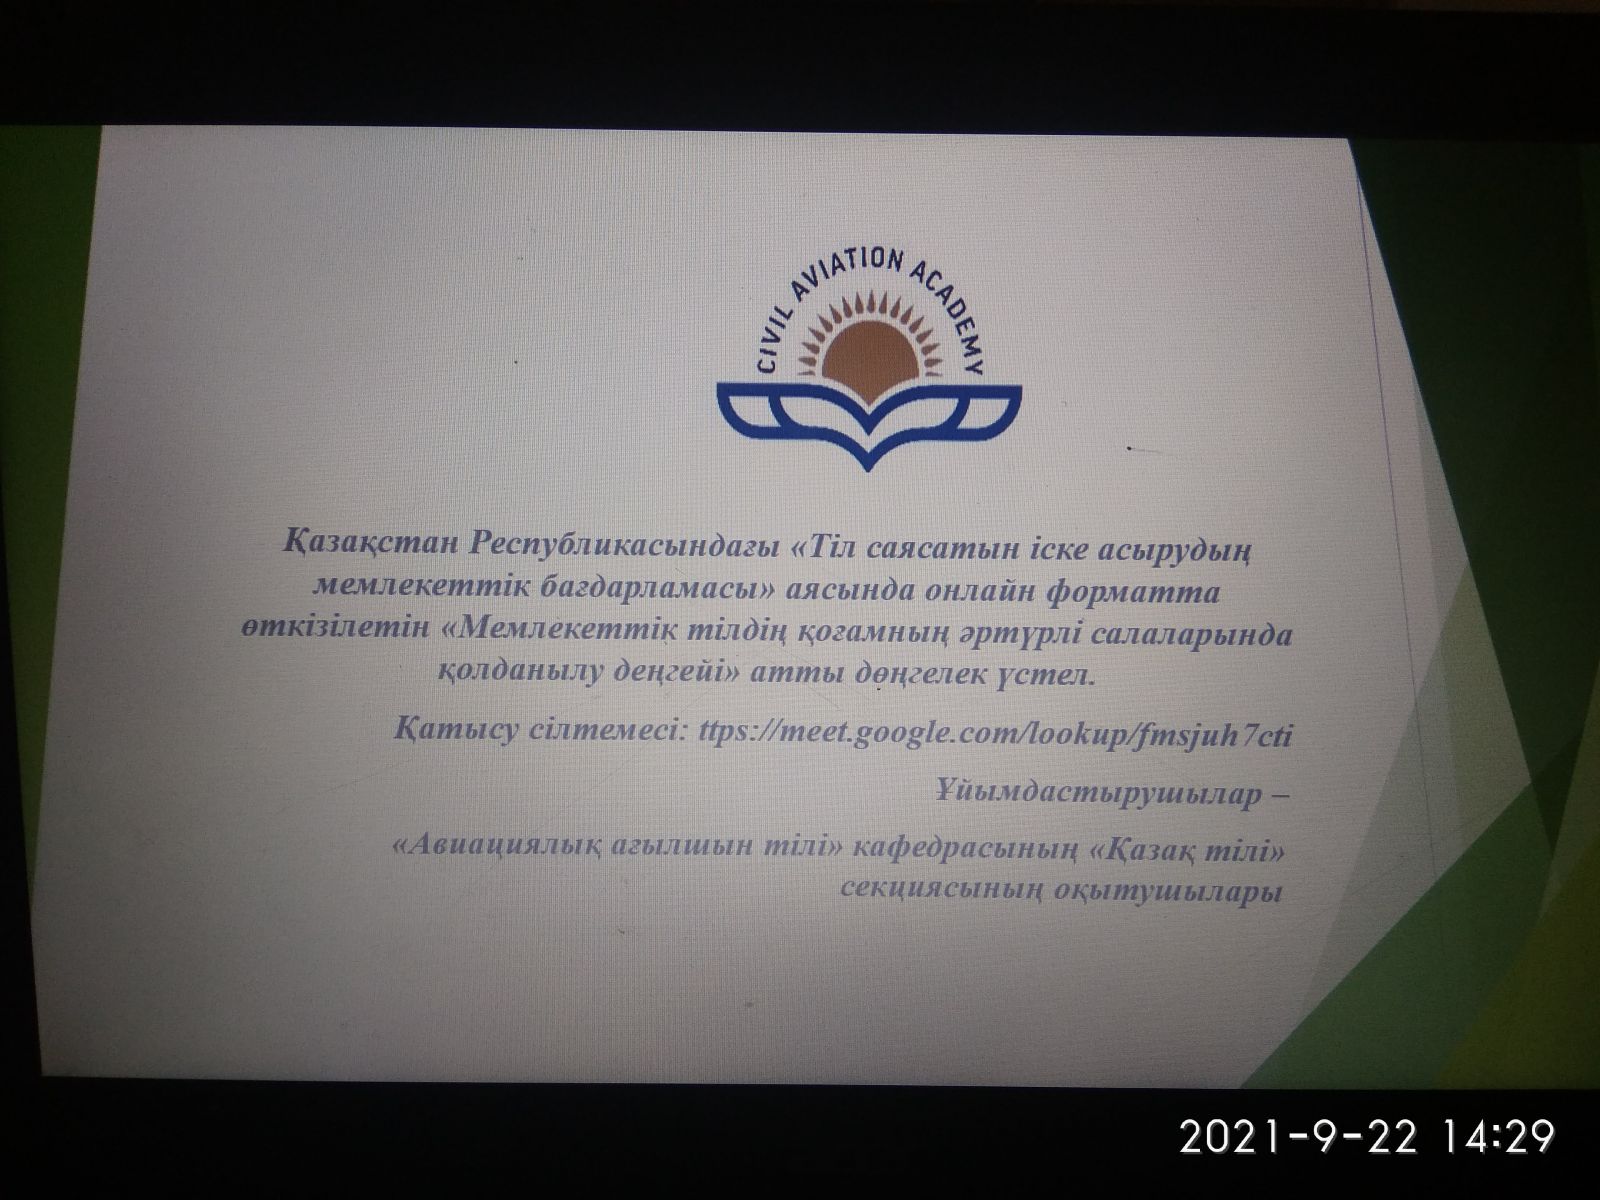 CIVIL AVIATION ACADEMY
Қазақстан Республикасындағы «Тіл саясатын іске асырудың
мемлекеттік бағдарламасы» аясында онлайн форматта
өткізілетін «Мемлекеттік тілдің қоғамның әртүрлі салаларында
қолданылу деңгейі» атты дөңгелек үстел.
Қатысу сілтемесі: ttps://meet.google.com/lookup/fmsjuh7cti
Ұйымдастырушылар –
«Авиациялық ағылшын тілі» кафедрасының «Қазақ тілі»
секциясының оқытушылары
2021-9-22 14:29